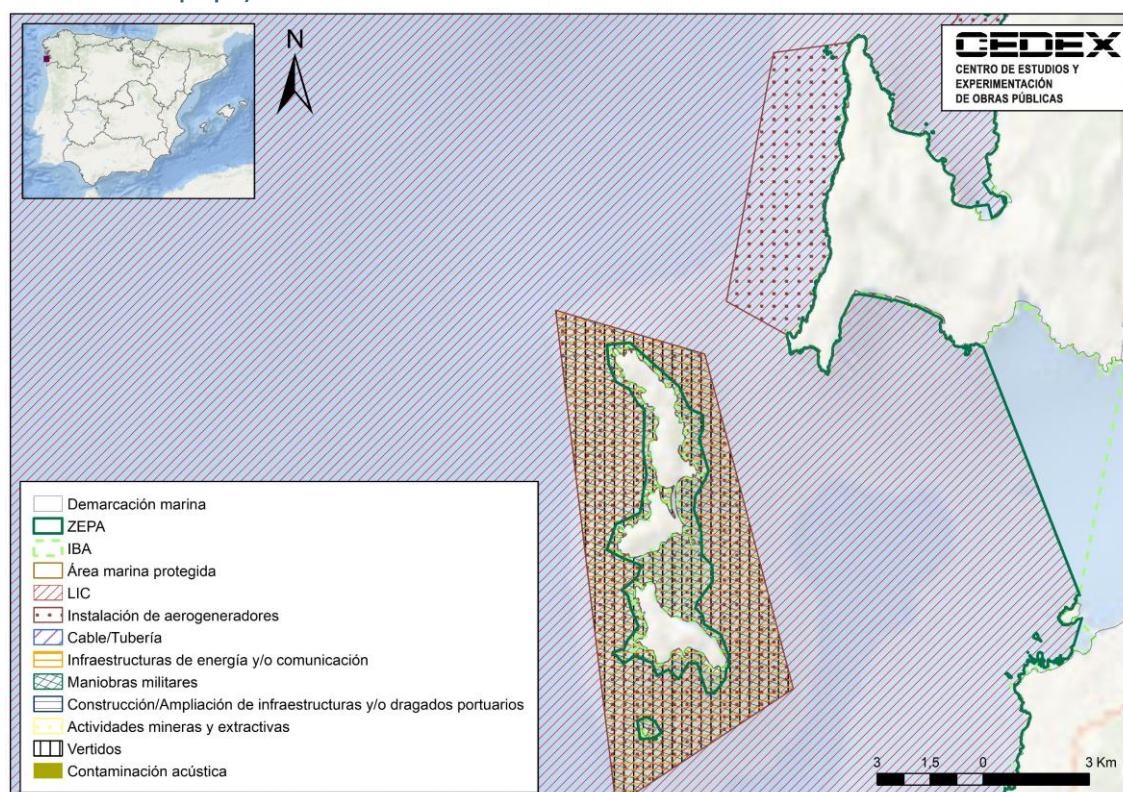 N
CEDEX
CENTRO DE ESTUDIOS Y
EXPERIMENTACIÓN
DE OBRAS PÚBLICAS
Demarcación marina
ZEPA
IBA
Área marina protegida
LIC
Instalación de aerogeneradores
Cable/Tubería
Infraestructuras de energía y/o comunicación
Maniobras militares
Construcción/Ampliación de infraestructuras y/o dragados portuarios
Actividades mineras y extractivas
Vertidos
Contaminación acústica
3 1,5 0 3 Km